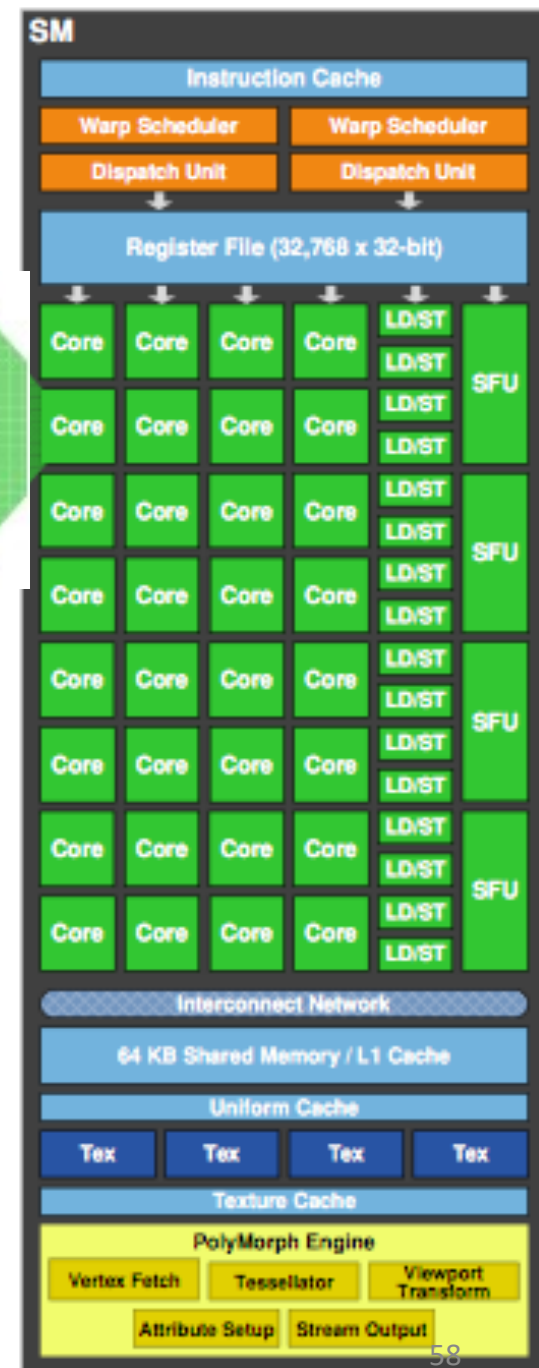 SM
Instruction Cache
Warp Scheduler Warp Scheduler
Dispatch Unit Dispatch Unit
Register File (32,768 x 32-bit)
Core Core Core Core LD/ST LD/ST SFU
Core Core Core Core LD/ST LD/ST
Core Core Core Core LD/ST LD/ST SFU
Core Core Core Core LD/ST LD/ST
Core Core Core Core LD/ST LD/ST SFU
Core Core Core Core LD/ST LD/ST
Core Core Core Core LD/ST LD/ST SFU
Core Core Core Core LD/ST LD/ST
Interconnect Network
64 KB Shared Memory / L1 Cache
Uniform Cache
Tex Tex Tex Tex
Texture Cache
PolyMorph Engine
Vertex Fetch Tessellator Viewport Transform
Attribute Setup Stream Output
58